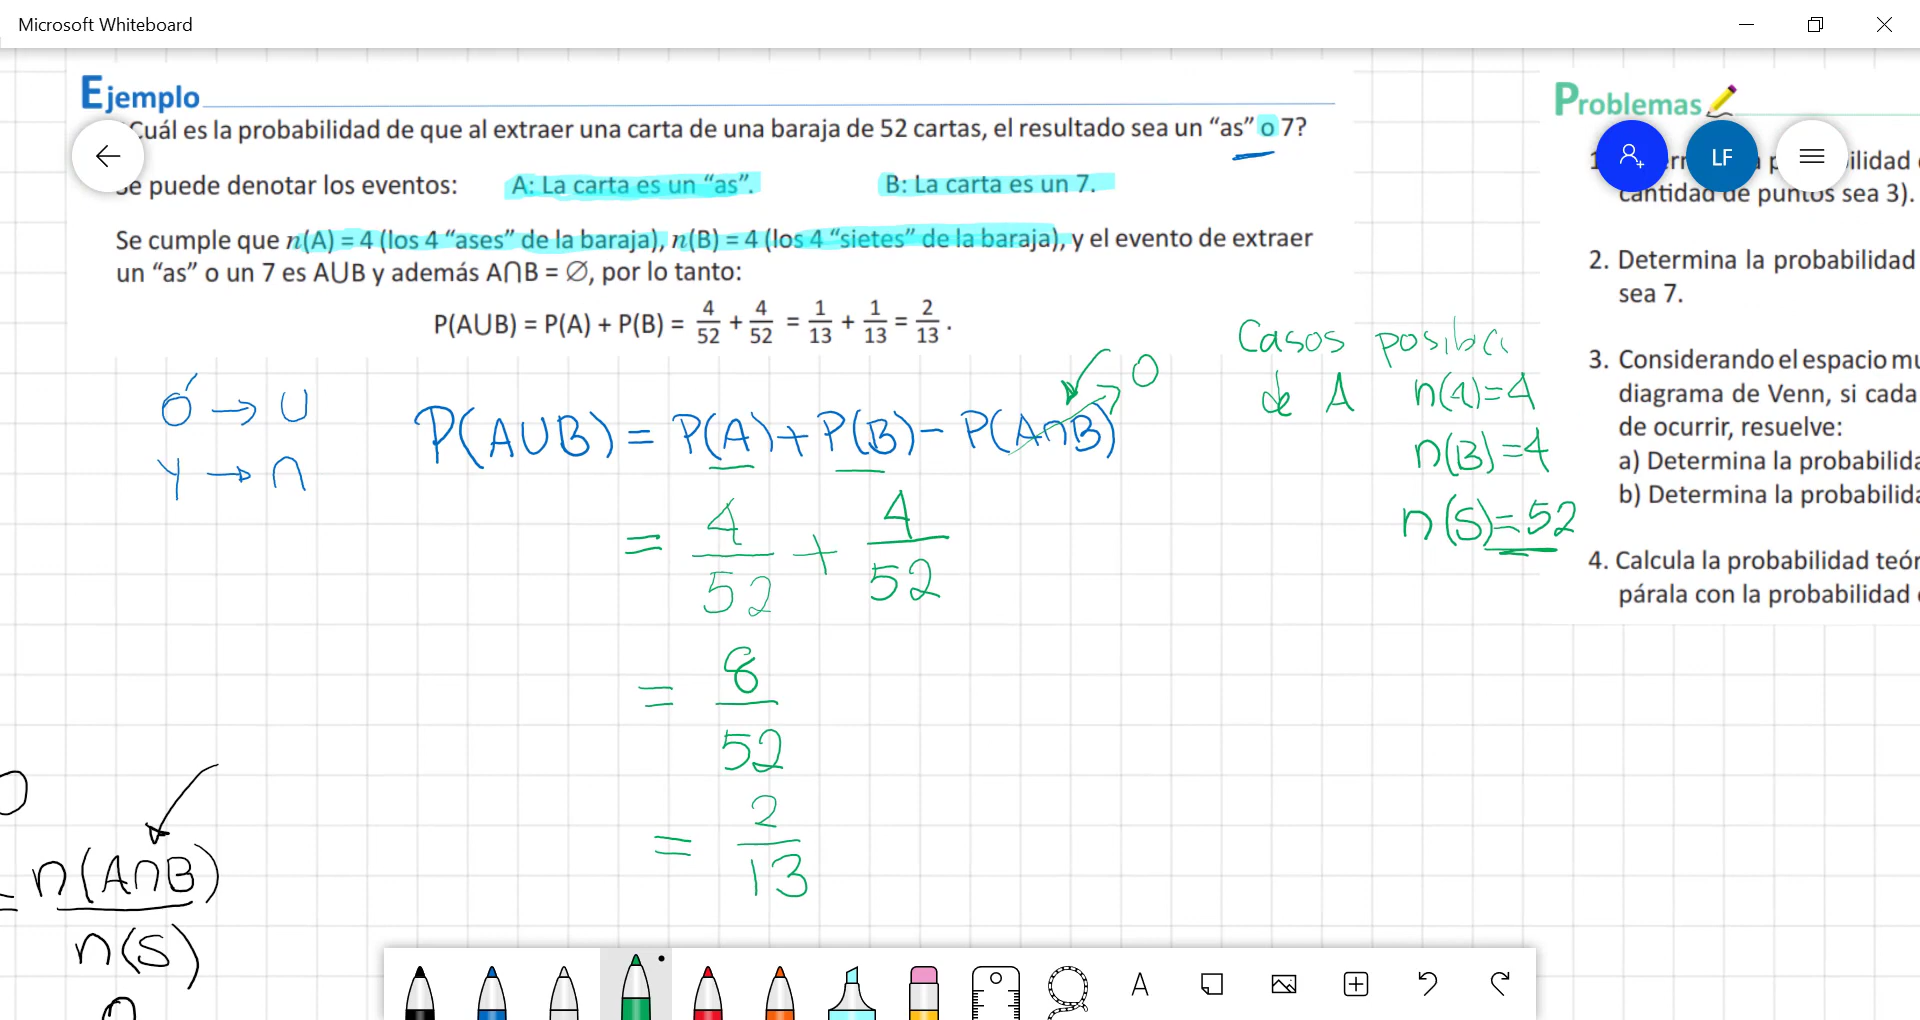 Microsoft Whiteboard
Ejemplo
Cuál es la probabilidad de que al extraer una carta de una baraja de 52 cartas, el resultado sea un “as” o 7?
se puede denotar los eventos: A: La carta es un “as”. B: La carta es un 7.
Se cumple que n(A) = 4 (los 4 “ases” de la baraja), n(B) = 4 (los 4 “sietes” de la baraja), y el evento de extraer
un “as” o un 7 es A∪B y además A∩B = ∅, por lo tanto:
P(A∪B) = P(A) + P(B) = 4/52 + 4/52 = 1/13 + 1/13 = 2/13 .
Ó → U
Y → ∩
P(A∪B) = P(A) + P(B) − P(A∩B) 0
= 4/52 + 4/52
= 8/52
= 2/13
Casos
de A n(A)=4
n(B)=4
n(S)=52
n(A∩B)
n(S)
Problemas
LF
cantidad de puntos sea 3).
2. Determina la probabilidad
sea 7.
3. Considerando el espacio mu
diagrama de Venn, si cada
de ocurrir, resuelve:
a) Determina la probabilida
b) Determina la probabilida
4. Calcula la probabilidad teór
párala con la probabilidad
A